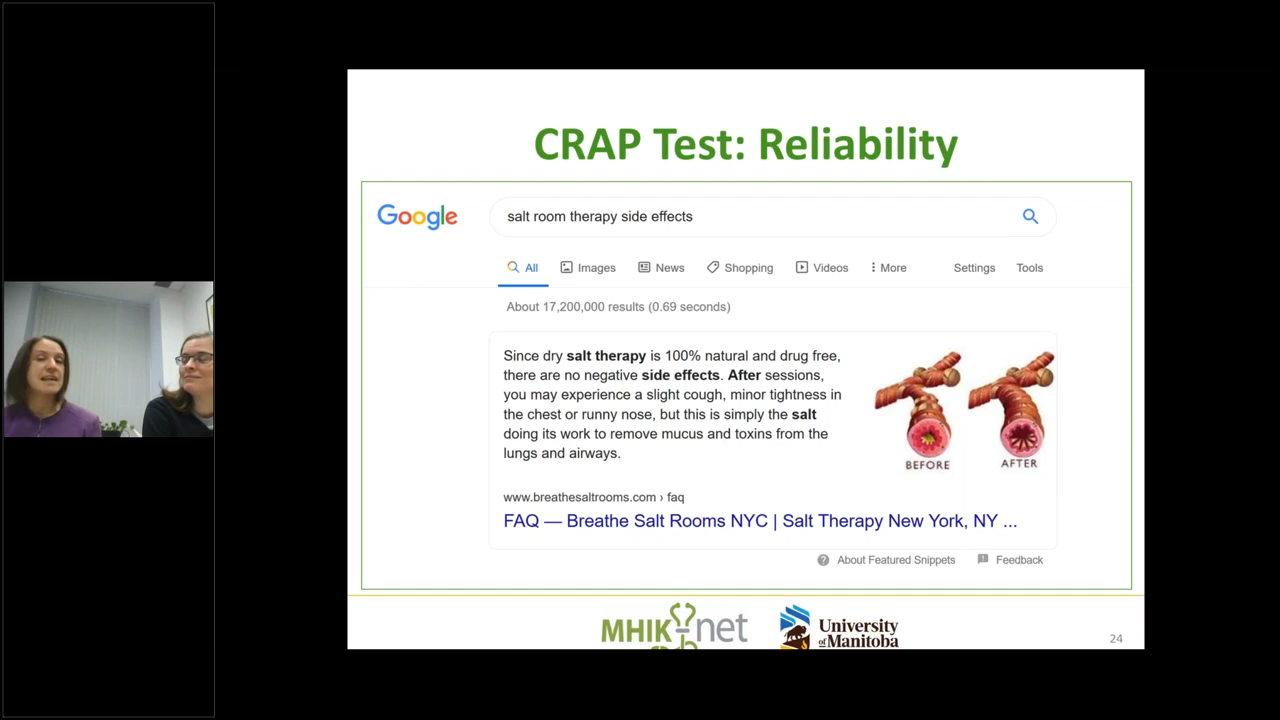 CRAP Test: Reliability
Google
salt room therapy side effects
All Images News Shopping Videos More Settings Tools
About 17,200,000 results (0.69 seconds)
Since dry salt therapy is 100% natural and drug free,
there are no negative side effects. After sessions,
you may experience a slight cough, minor tightness in
the chest or runny nose, but this is simply the salt
doing its work to remove mucus and toxins from the
lungs and airways.
BEFORE AFTER
www.breathesaltrooms.com › faq
FAQ — Breathe Salt Rooms NYC | Salt Therapy New York, NY ...
About Featured Snippets Feedback
MHIKnet
University
of Manitoba
24